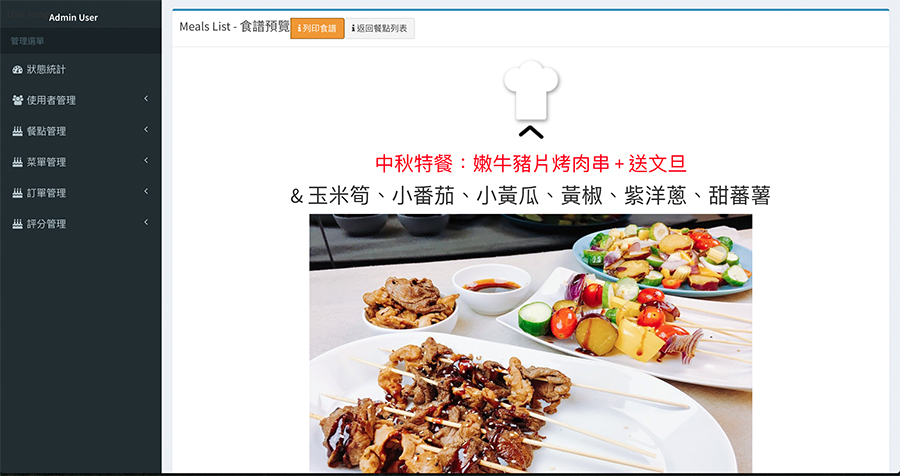 Admin User
管理選單
狀態統計
使用者管理
餐點管理
菜單管理
訂單管理
評分管理
Meals List - 食譜預覽
列印食譜
返回餐點列表
中秋特餐：嫩牛豬片烤肉串 + 送文旦
& 玉米筍、小番茄、小黃瓜、黃椒、紫洋蔥、甜蕃薯